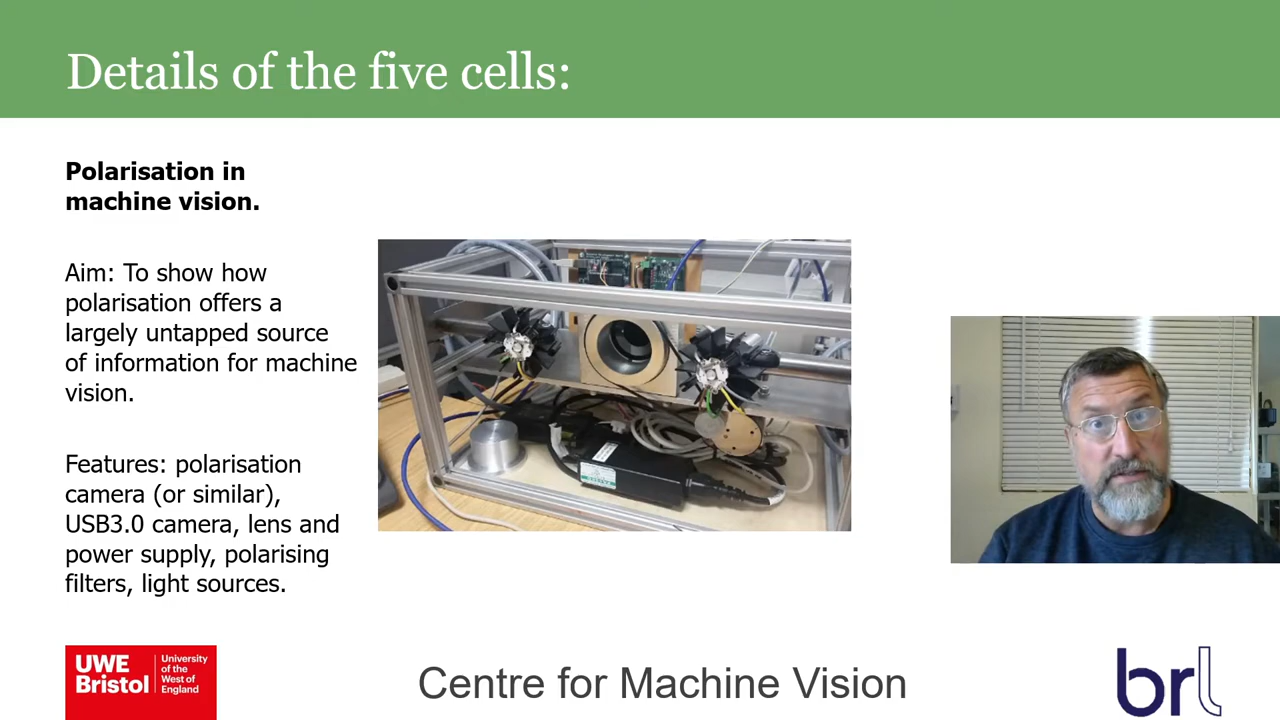 Details of the five cells:
Polarisation in
machine vision.
Aim: To show how
polarisation offers a
largely untapped source
of information for machine
vision.
Features: polarisation
camera (or similar),
USB3.0 camera, lens and
power supply, polarising
filters, light sources.
UWE
Bristol
University
of the
West of
England
Centre for Machine Vision
brl